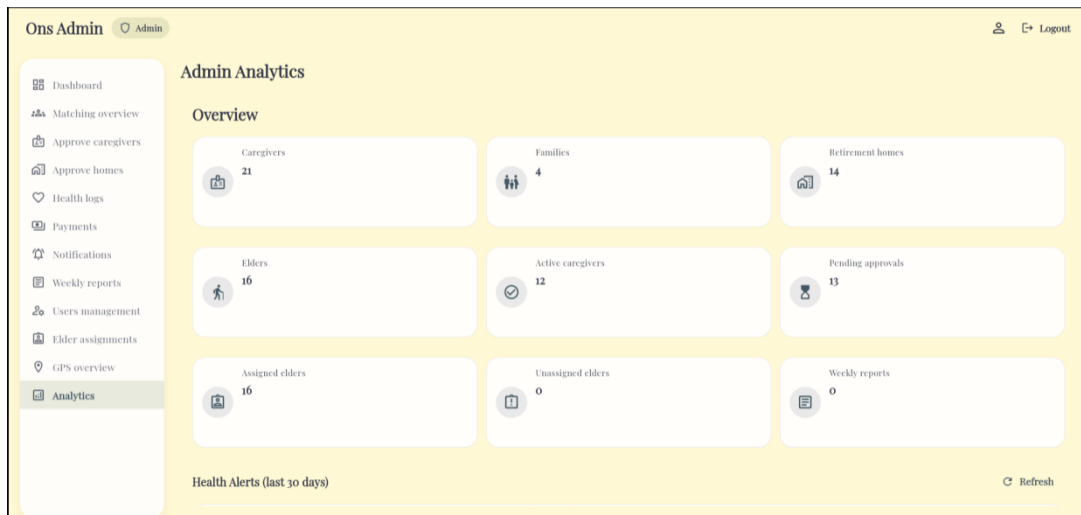 Ons Admin
Admin
Logout
Dashboard
Matching overview
Approve caregivers
Approve homes
Health logs
Payments
Notifications
Weekly reports
Users management
Elder assignments
GPS overview
Analytics
Admin Analytics
Overview
Caregivers
21
Families
4
Retirement homes
14
Elders
16
Active caregivers
12
Pending approvals
13
Assigned elders
16
Unassigned elders
0
Weekly reports
0
Health Alerts (last 30 days)
Refresh